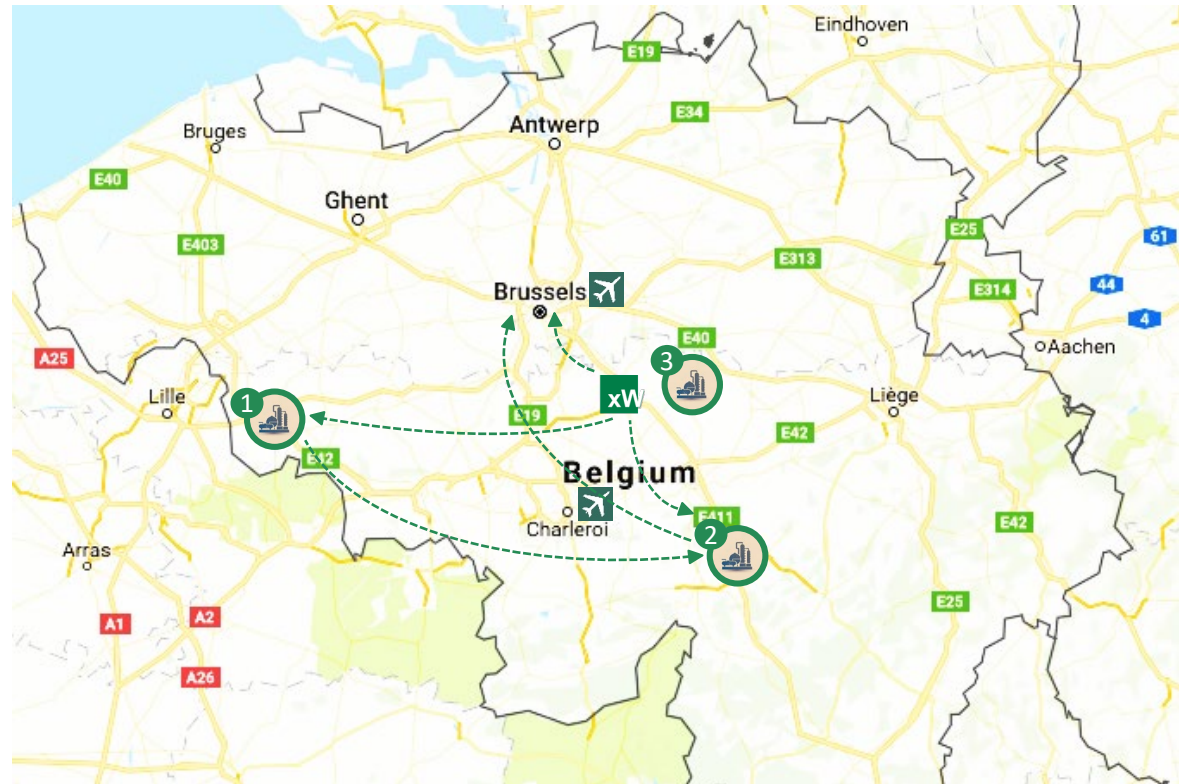 Eindhoven
E19
E34
Antwerp
Bruges
E40
Ghent
E403
E25
61
E313
44
E314
Brussels
4
E40
A25
Aachen
3
xW
Lille
1
Liège
E19
E42
E42
Belgium
E411
E42
Charleroi
2
Arras
E25
A2
A1
A26